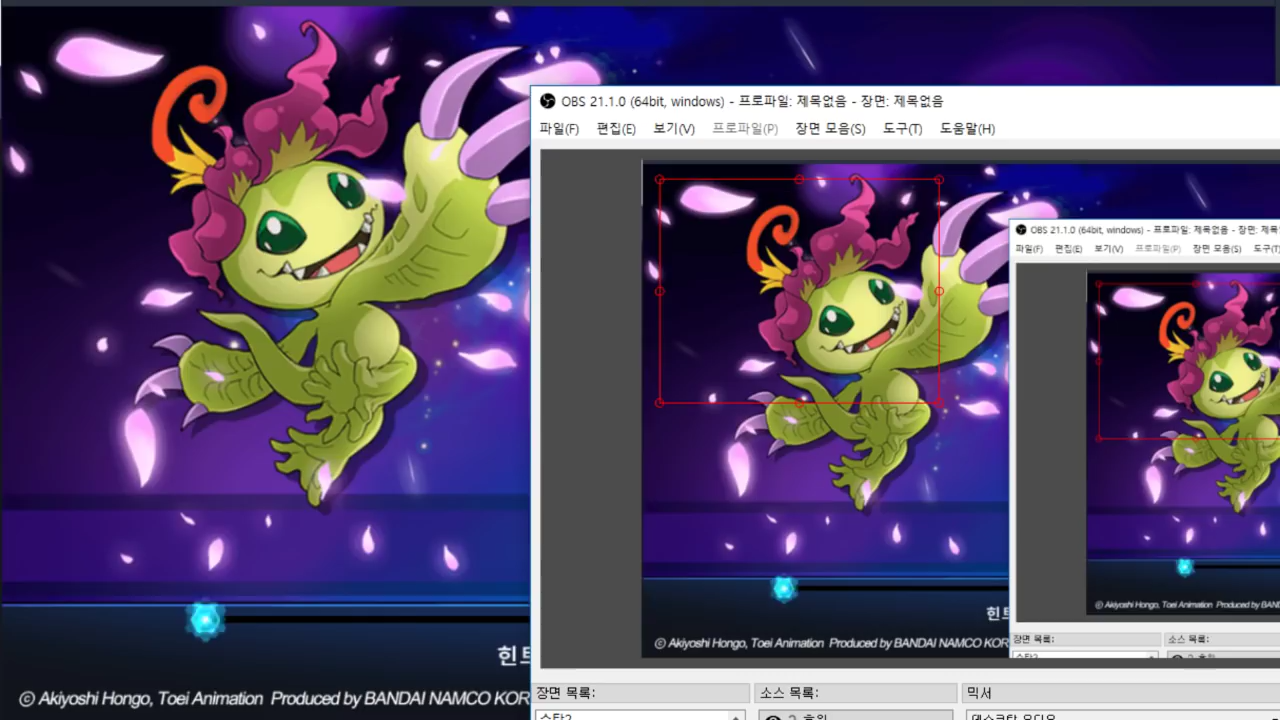 OBS 21.1.0 (64bit, windows) - 프로파일: 제목없음 - 장면: 제목없음
파일(F) 편집(E) 보기(V) 프로파일(P) 장면 모음(S) 도구(T) 도움말(H)
OBS 21.1.0 (64bit, windows) - 프로파일: 제목없음 - 장면:
파일(F) 편집(E) 보기(V) 프로파일(P) 장면 모음(S) 도구(T)
ⓒ Akiyoshi Hongo, Toei Animation Produced by BANDAI
힌트
ⓒ Akiyoshi Hongo, Toei Animation Produced by BANDAI NAMCO KOR
장면 목록: 소스 목록:
힌트
ⓒ Akiyoshi Hongo, Toei Animation Produced by BANDAI NAMCO KOR
장면 목록: 소스 목록: 믹서